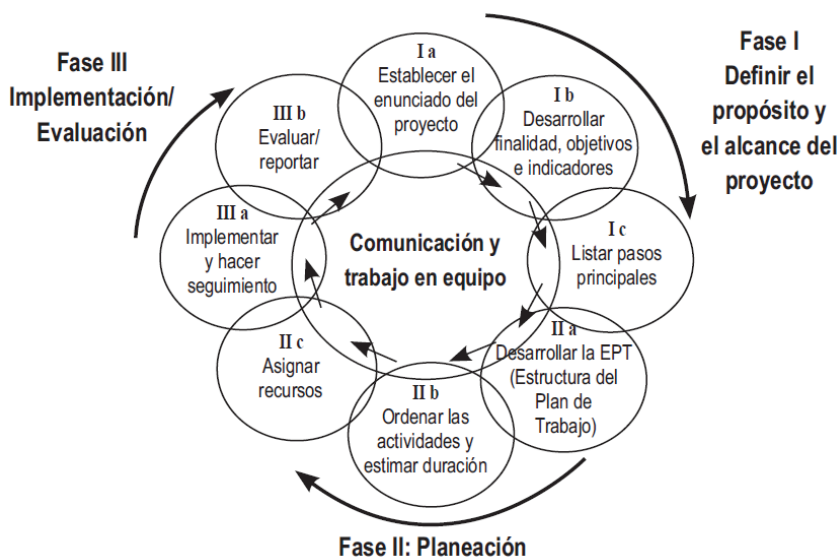 Fase I
Definir el
propósito y
el alcance del
proyecto
I a
Establecer el
enunciado del
proyecto
I b
Desarrollar
finalidad, objetivos
e indicadores
I c
Listar pasos
principales
II a
Desarrollar la EPT
(Estructura del
Plan de
Trabajo)
Fase II: Planeación
II b
Ordenar las
actividades y
estimar duración
II c
Asignar
recursos
Fase III
Implementación/
Evaluación
III a
Implementar
y hacer
seguimiento
III b
Evaluar/
reportar
Comunicación y
trabajo en equipo